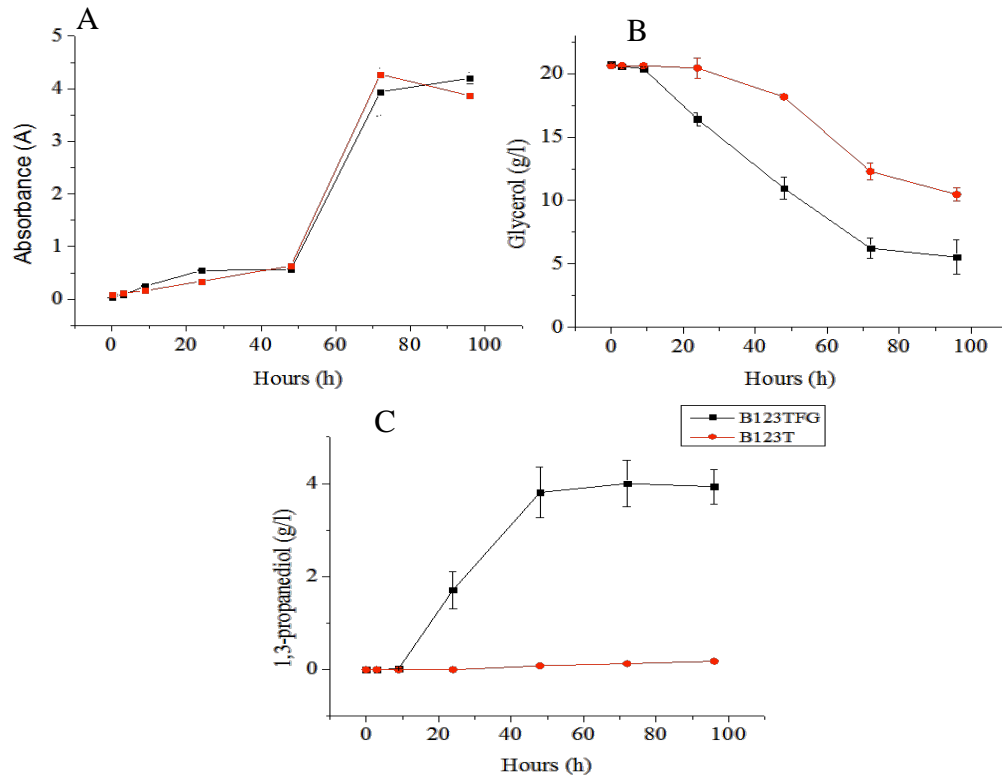 A
Absorbance (A)
5
4
3
2
1
0
0 20 40 60 80 100
Hours (h)
B
Glycerol (g/l)
20
15
10
5
0
0 20 40 60 80 100
Hours (h)
C
B123TFG
B123T
1,3-propanediol (g/l)
4
2
0
0 20 40 60 80 100
Hours (h)